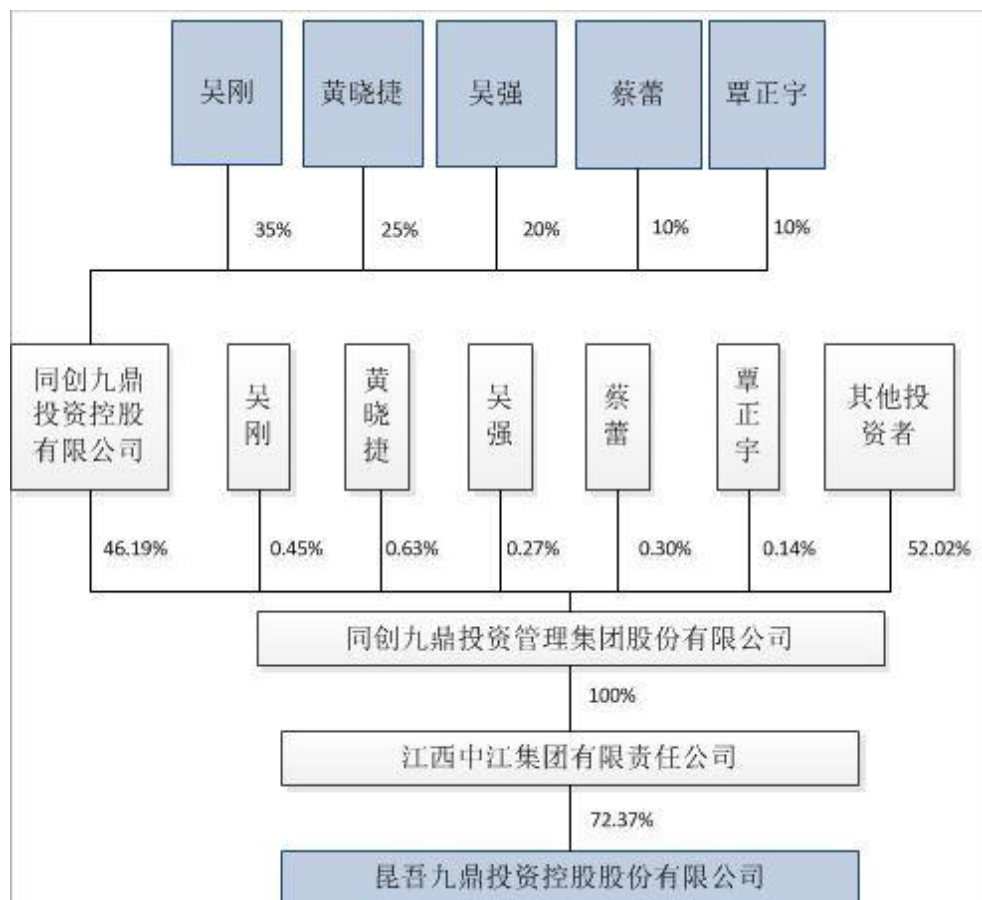 吴刚
黄晓捷
吴强
蔡蕾
覃正宇
35%
25%
20%
10%
10%
同创九鼎
投资控股
有限公司
吴刚
黄晓捷
吴强
蔡蕾
覃正宇
其他投
资者
46.19%
0.45%
0.63%
0.27%
0.30%
0.14%
52.02%
同创九鼎投资管理集团股份有限公司
100%
江西中江集团有限责任公司
72.37%
昆吾九鼎投资控股股份有限公司